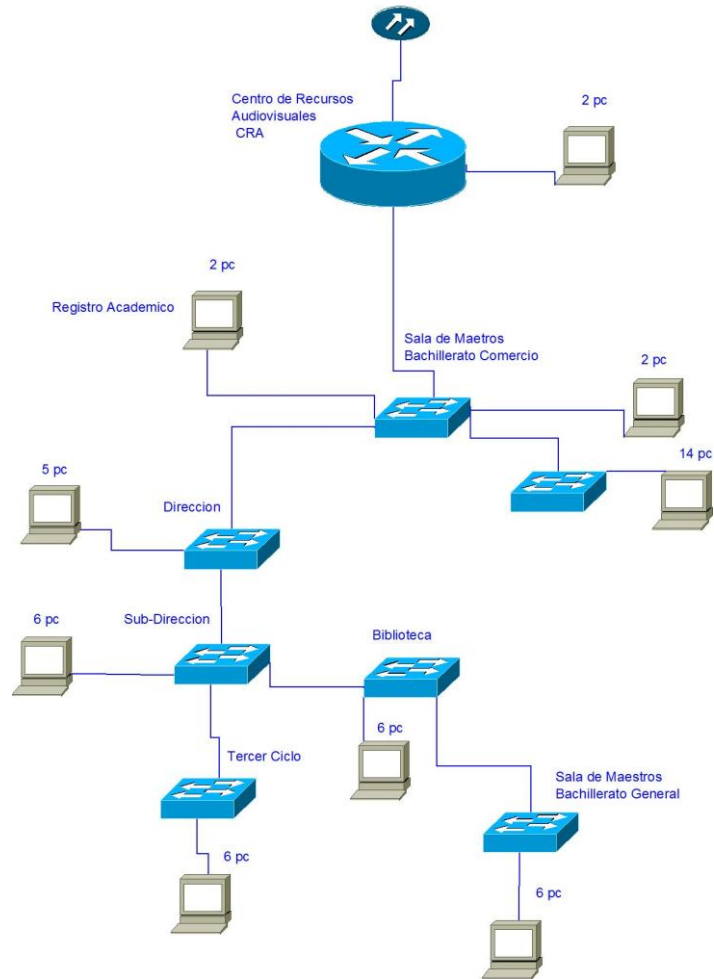 Centro de Recursos
Audiovisuales
CRA
2 pc
2 pc
Registro Academico
Sala de Maetros
Bachillerato Comercio
2 pc
14 pc
5 pc
Direccion
6 pc
Sub-Direccion
Biblioteca
6 pc
Tercer Ciclo
Sala de Maestros
Bachillerato General
6 pc
6 pc